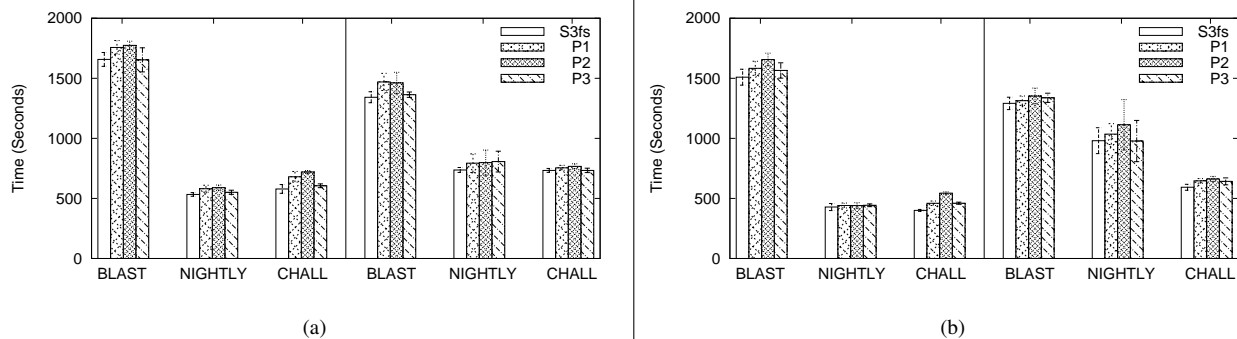 2000
1500
1000
500
0
Time (Seconds)
S3fs
P1
P2
P3
BLAST NIGHTLY CHALL BLAST NIGHTLY CHALL
(a)
2000
1500
1000
500
0
Time (Seconds)
S3fs
P1
P2
P3
BLAST NIGHTLY CHALL BLAST NIGHTLY CHALL
(b)